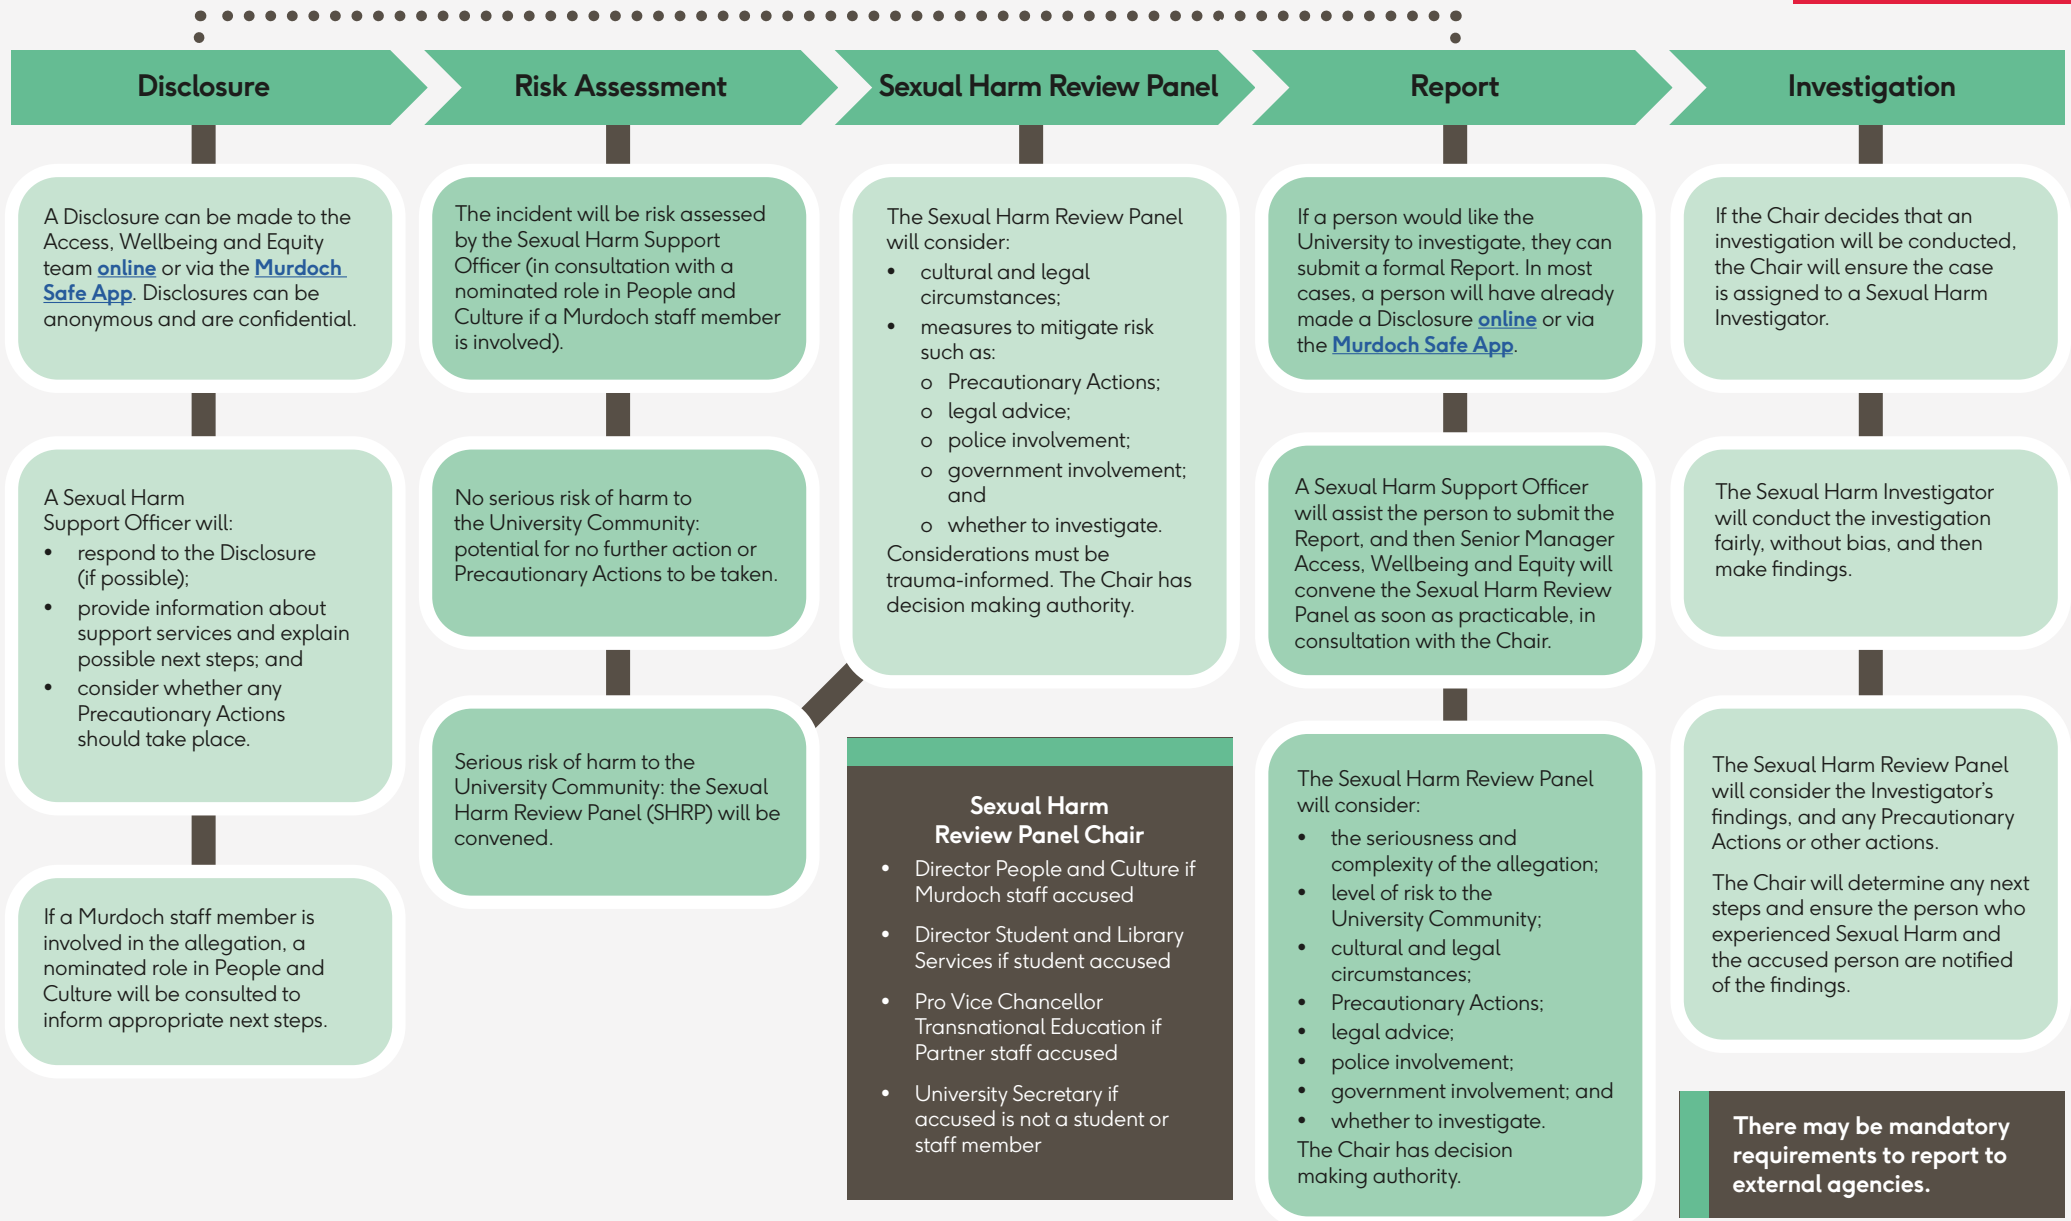 Disclosure
Risk Assessment
Sexual Harm Review Panel
Report
Investigation
A Disclosure can be made to the
Access, Wellbeing and Equity
team online or via the Murdoch
Safe App. Disclosures can be
anonymous and are confidential.
A Sexual Harm
Support Officer will:
• respond to the Disclosure
(if possible);
• provide information about
support services and explain
possible next steps; and
• consider whether any
Precautionary Actions
should take place.
If a Murdoch staff member is
involved in the allegation, a
nominated role in People and
Culture will be consulted to
inform appropriate next steps.
The incident will be risk assessed
by the Sexual Harm Support
Officer (in consultation with a
nominated role in People and
Culture if a Murdoch staff member
is involved).
No serious risk of harm to
the University Community:
potential for no further action or
Precautionary Actions to be taken.
Serious risk of harm to the
University Community: the Sexual
Harm Review Panel (SHRP) will be
convened.
The Sexual Harm Review Panel
will consider:
• cultural and legal
circumstances;
• measures to mitigate risk
such as:
o Precautionary Actions;
o legal advice;
o police involvement;
o government involvement;
and
o whether to investigate.
Considerations must be
trauma-informed. The Chair has
decision making authority.
Sexual Harm
Review Panel Chair
• Director People and Culture if
Murdoch staff accused
• Director Student and Library
Services if student accused
• Pro Vice Chancellor
Transnational Education if
Partner staff accused
• University Secretary if
accused is not a student or
staff member
If a person would like the
University to investigate, they can
submit a formal Report. In most
cases, a person will have already
made a Disclosure online or via
the Murdoch Safe App.
A Sexual Harm Support Officer
will assist the person to submit the
Report, and then Senior Manager
Access, Wellbeing and Equity will
convene the Sexual Harm Review
Panel as soon as practicable, in
consultation with the Chair.
The Sexual Harm Review Panel
will consider:
• the seriousness and
complexity of the allegation;
• level of risk to the
University Community;
• cultural and legal
circumstances;
• Precautionary Actions;
• legal advice;
• police involvement;
• government involvement; and
• whether to investigate.
The Chair has decision
making authority.
If the Chair decides that an
investigation will be conducted,
the Chair will ensure the case
is assigned to a Sexual Harm
Investigator.
The Sexual Harm Investigator
will conduct the investigation
fairly, without bias, and then
make findings.
The Sexual Harm Review Panel
will consider the Investigator's
findings, and any Precautionary
Actions or other actions.
The Chair will determine any next
steps and ensure the person who
experienced Sexual Harm and
the accused person are notified
of the findings.
There may be mandatory
requirements to report to
external agencies.